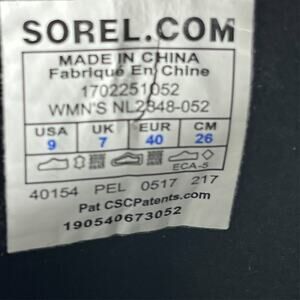 SOREL.COM
MADE IN CHINA
Fabriqué En Chine
1702251052
WMN'S NL2848-052
USA UK EUR CM
9 7 40 26
ECA-5
40154 PEL 0517 217
Pat CSCPatents.com
190540673052